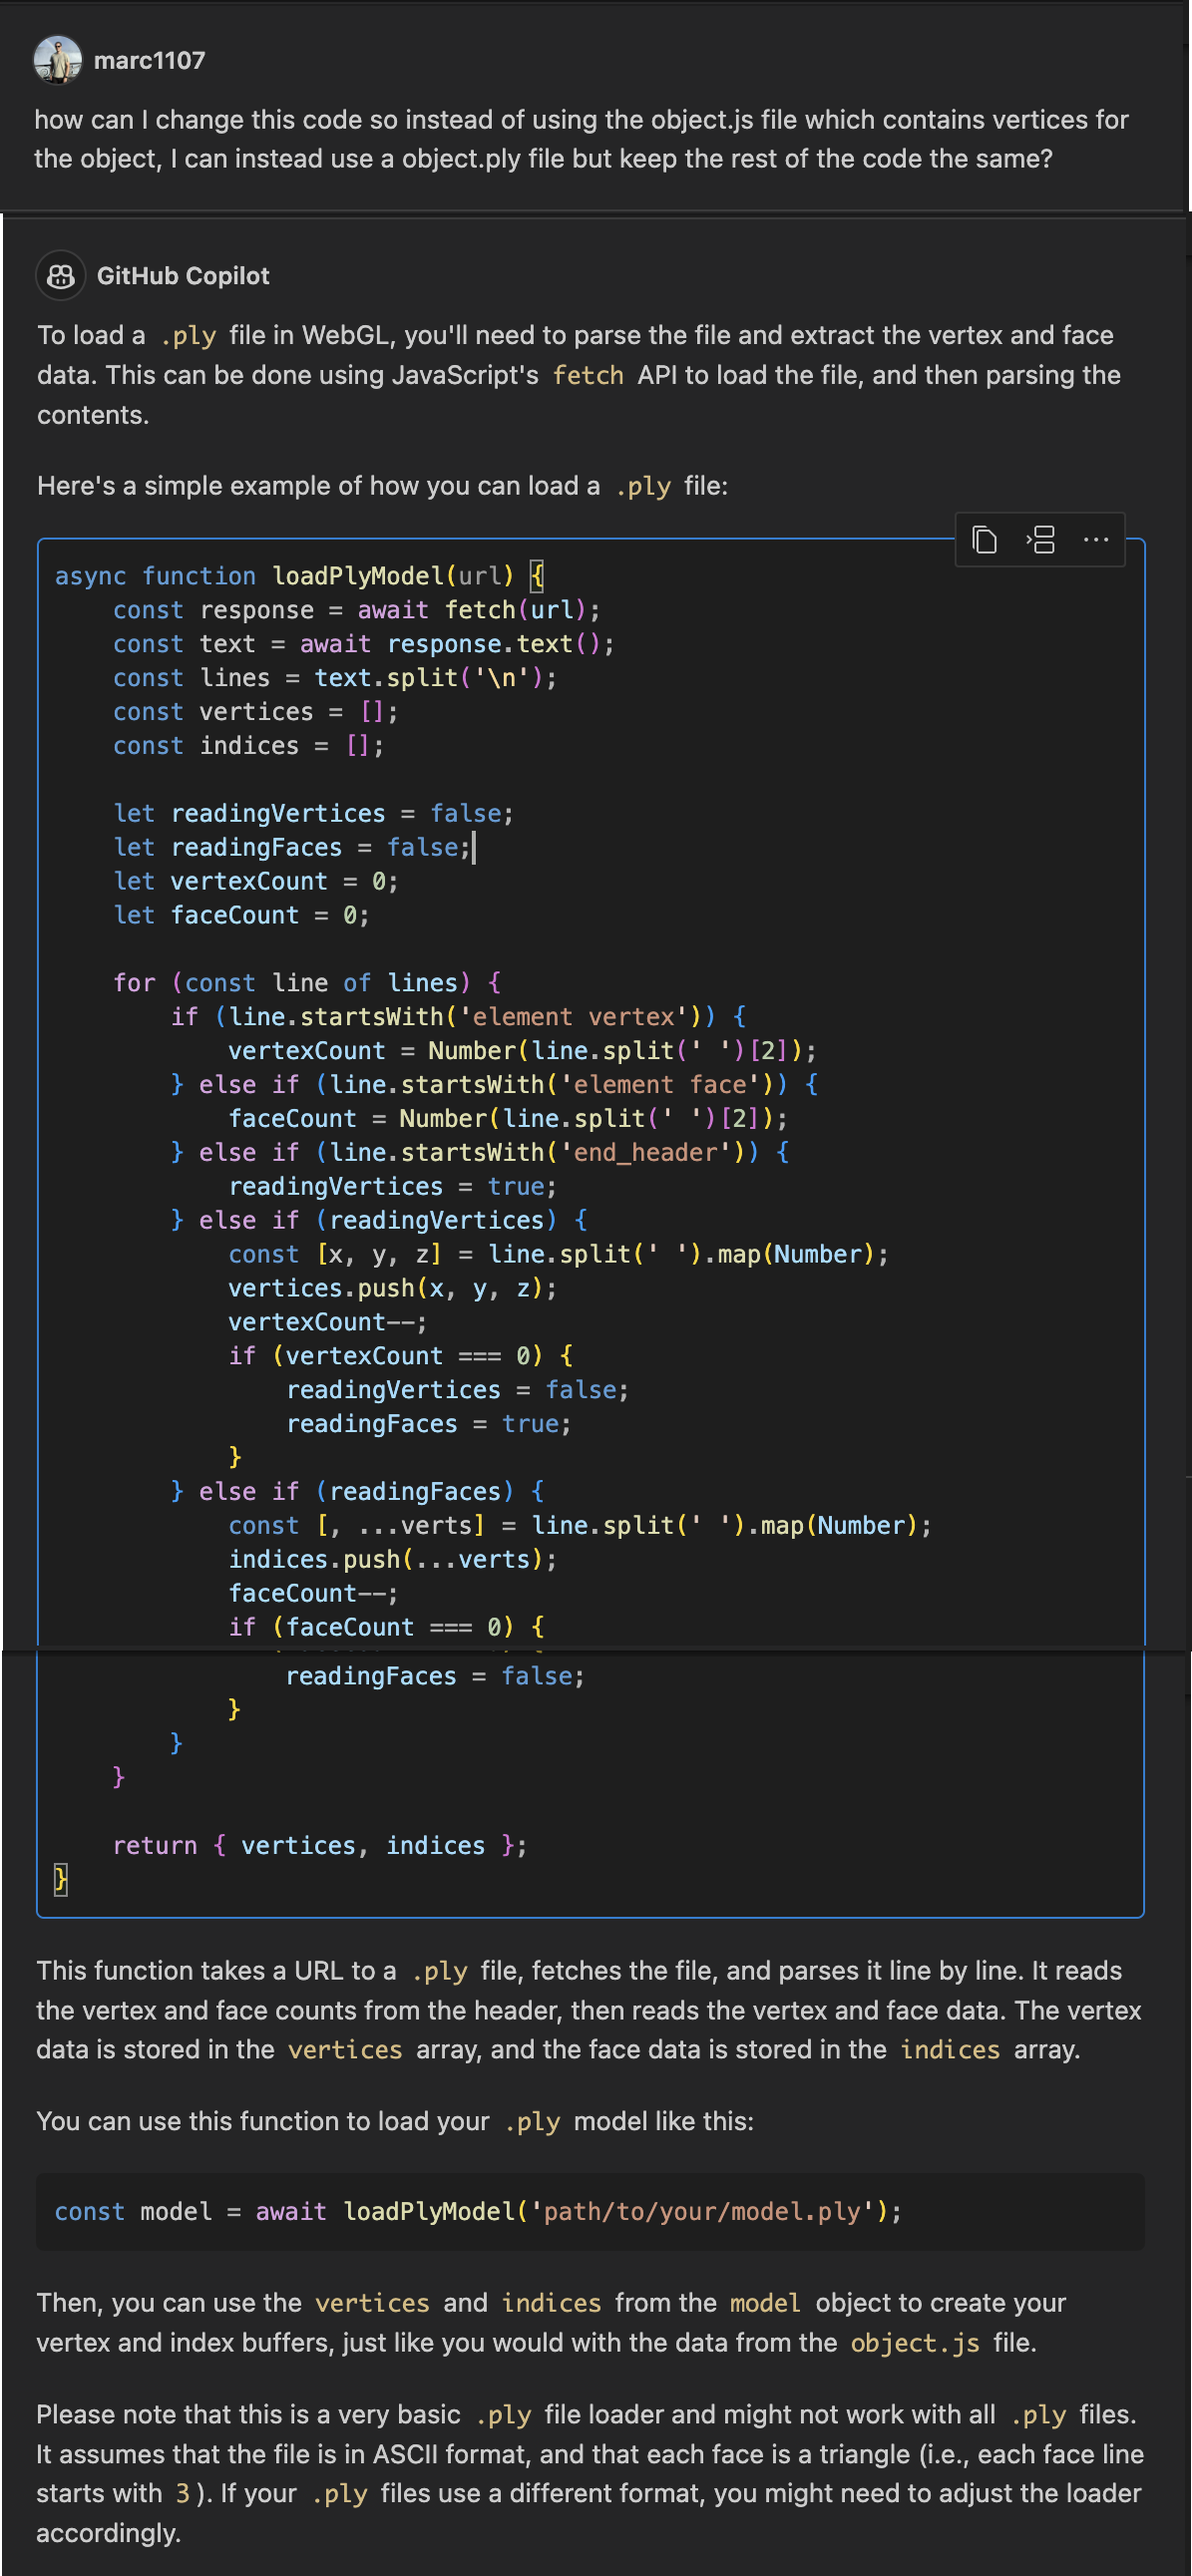 marc1107
how can I change this code so instead of using the object.js file which contains vertices for
the object, I can instead use a object.ply file but keep the rest of the code the same?
GitHub Copilot
To load a .ply file in WebGL, you'll need to parse the file and extract the vertex and face
data. This can be done using JavaScript's fetch API to load the file, and then parsing the
contents.
Here's a simple example of how you can load a .ply file:
async function loadPlyModel(url) {
    const response = await fetch(url);
    const text = await response.text();
    const lines = text.split('\n');
    const vertices = [];
    const indices = [];

    let readingVertices = false;
    let readingFaces = false;
    let vertexCount = 0;
    let faceCount = 0;

    for (const line of lines) {
        if (line.startsWith('element vertex')) {
            vertexCount = Number(line.split(' ')[2]);
        } else if (line.startsWith('element face')) {
            faceCount = Number(line.split(' ')[2]);
        } else if (line.startsWith('end_header')) {
            readingVertices = true;
        } else if (readingVertices) {
            const [x, y, z] = line.split(' ').map(Number);
            vertices.push(x, y, z);
            vertexCount--;
            if (vertexCount === 0) {
                readingVertices = false;
                readingFaces = true;
            }
        } else if (readingFaces) {
            const [, ...verts] = line.split(' ').map(Number);
            indices.push(...verts);
            faceCount--;
            if (faceCount === 0) {
                readingFaces = false;
            }
        }
    }

    return { vertices, indices };
}
This function takes a URL to a .ply file, fetches the file, and parses it line by line. It reads
the vertex and face counts from the header, then reads the vertex and face data. The vertex
data is stored in the vertices array, and the face data is stored in the indices array.
You can use this function to load your .ply model like this:
const model = await loadPlyModel('path/to/your/model.ply');
Then, you can use the vertices and indices from the model object to create your
vertex and index buffers, just like you would with the data from the object.js file.
Please note that this is a very basic .ply file loader and might not work with all .ply files.
It assumes that the file is in ASCII format, and that each face is a triangle (i.e., each face line
starts with 3). If your .ply files use a different format, you might need to adjust the loader
accordingly.